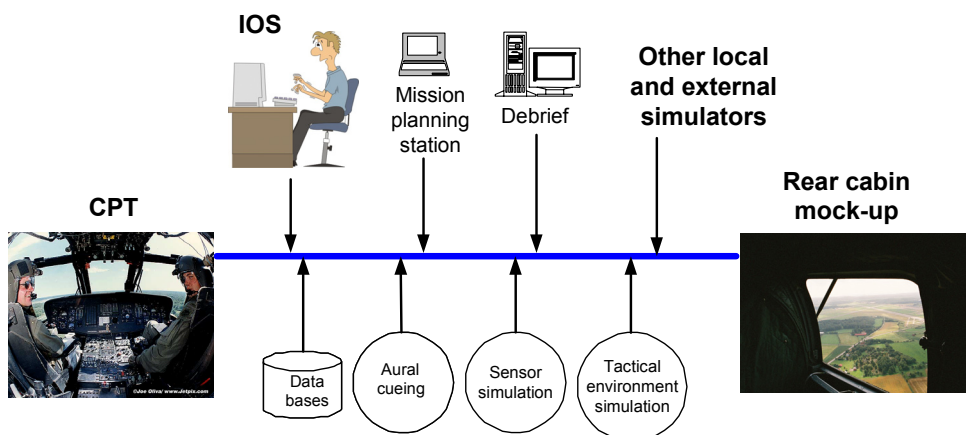 IOS
Mission
planning
station
Debrief
Other local
and external
simulators
CPT
Rear cabin
mock-up
©Joe Oliva/ www.Jetpix.com
Data
bases
Aural
cueing
Sensor
simulation
Tactical
environment
simulation